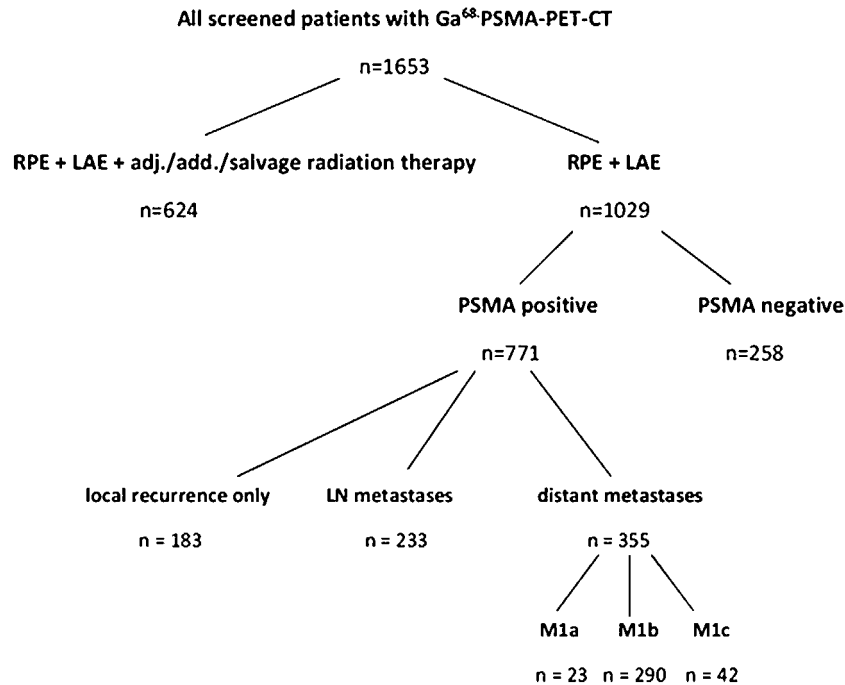 All screened patients with Ga⁶⁸⁻PSMA-PET-CT
n=1653
RPE + LAE + adj./add./salvage radiation therapy
n=624
RPE + LAE
n=1029
PSMA positive
n=771
PSMA negative
n=258
local recurrence only
n = 183
LN metastases
n = 233
distant metastases
n = 355
M1a
n = 23
M1b
n = 290
M1c
n = 42